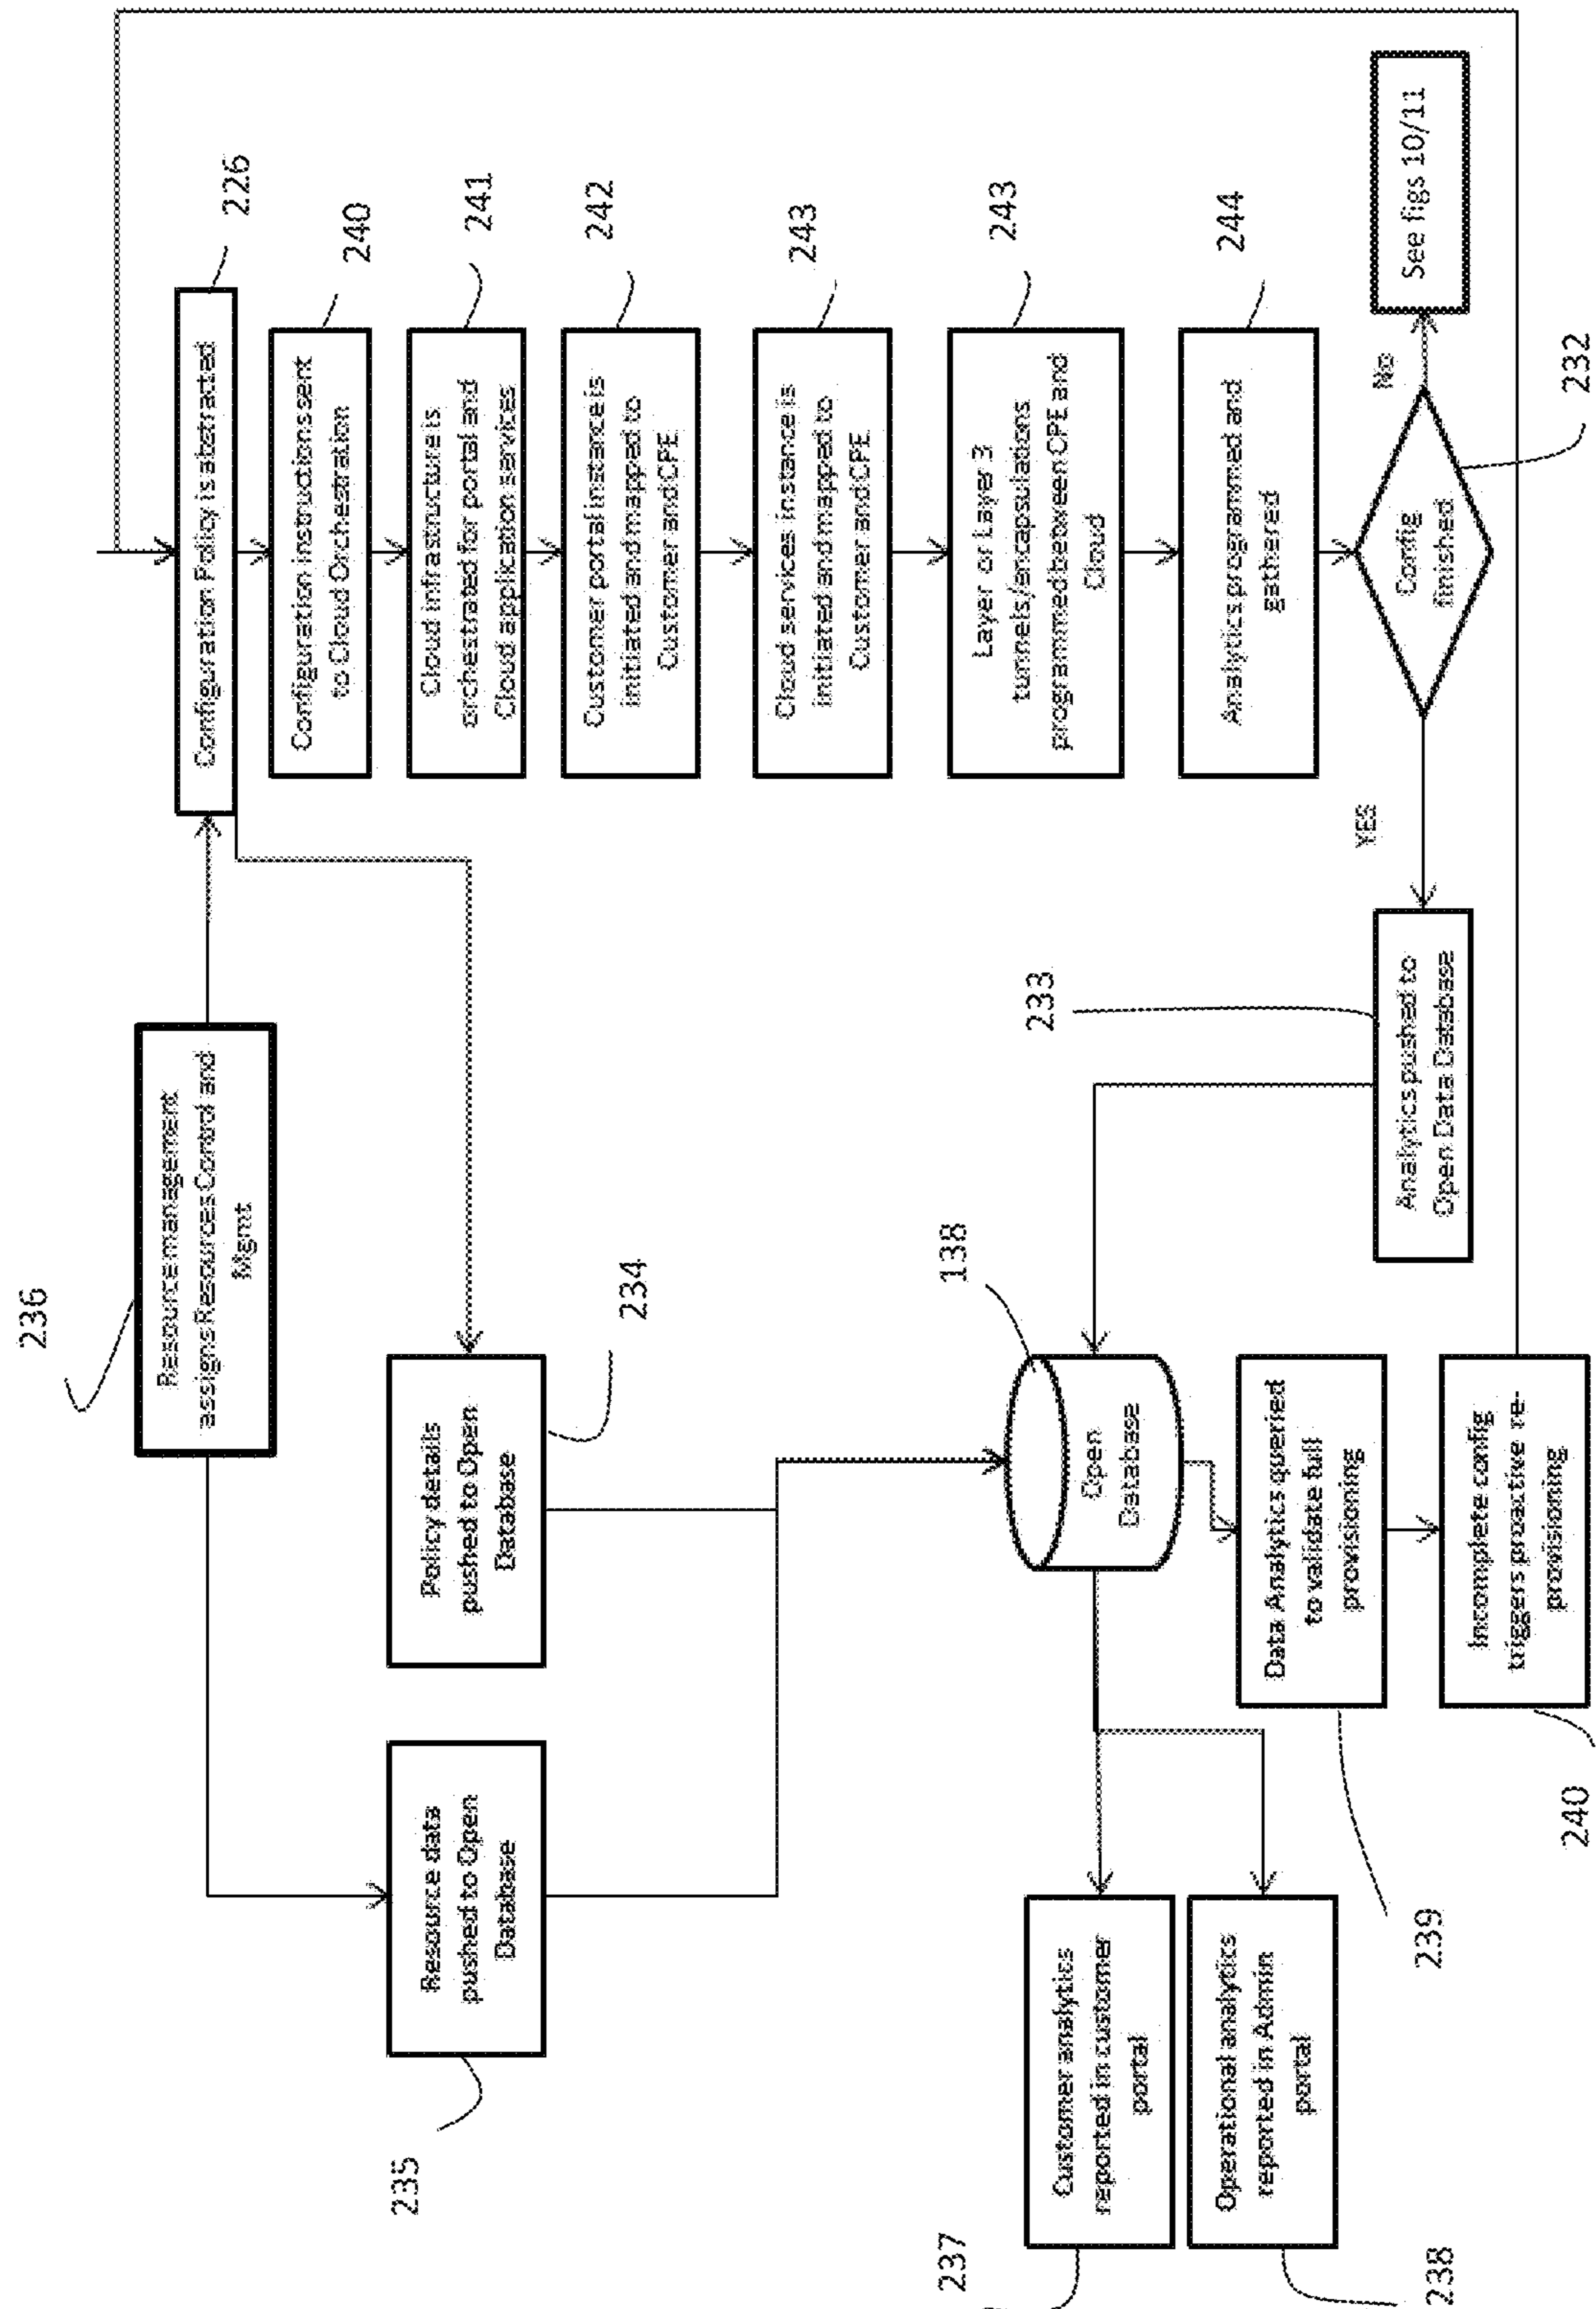 236
Resource management
assigns Resources Control and
Mgmt
Configuration Policy is abstracted
226
Configuration instructions sent
to Cloud Orchestration
240
Cloud infrastructure is
orchestrated for portal and
Cloud application services
241
Customer portal instance is
initiated and mapped to
Customer and CPE
242
Cloud services instance is
initiated and mapped to
Customer and CPE
243
Layer or Layer 3
tunnels/encapsulations
programmed between CPE and
Cloud
243
Analytics programmed and
gathered
244
Config
finished
232
No
See figs 10/11
YES
Analytics pushed to
Open Data Database
233
Policy details
pushed to Open
Database
234
Resource data
pushed to Open
Database
235
Open
Database
138
Customer analytics
reported in customer
portal
237
Operational analytics
reported in Admin
portal
238
Data Analytics queried
to validate full
provisioning
239
Incomplete config
triggers proactive re-
provisioning
240